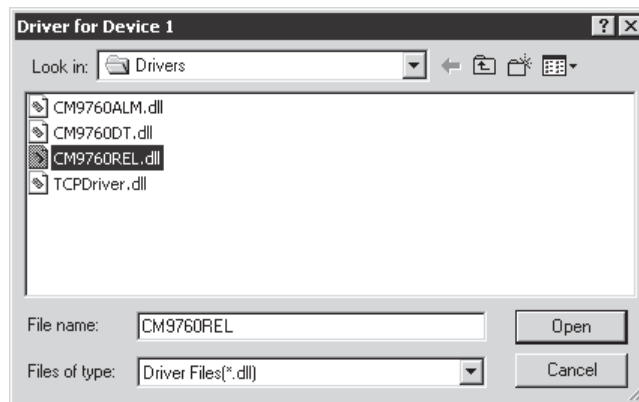 Driver for Device 1
Look in: Drivers
CM9760ALM.dll
CM9760DT.dll
CM9760REL.dll
TCPDriver.dll
File name: CM9760REL Open
Files of type: Driver Files(*.dll) Cancel